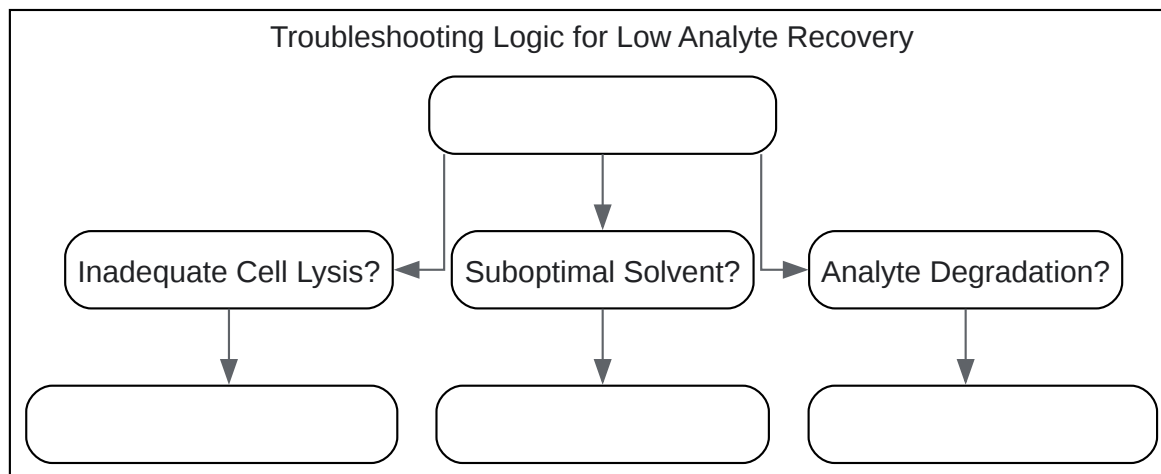 Troubleshooting Logic for Low Analyte Recovery
Inadequate Cell Lysis?
Suboptimal Solvent?
Analyte Degradation?